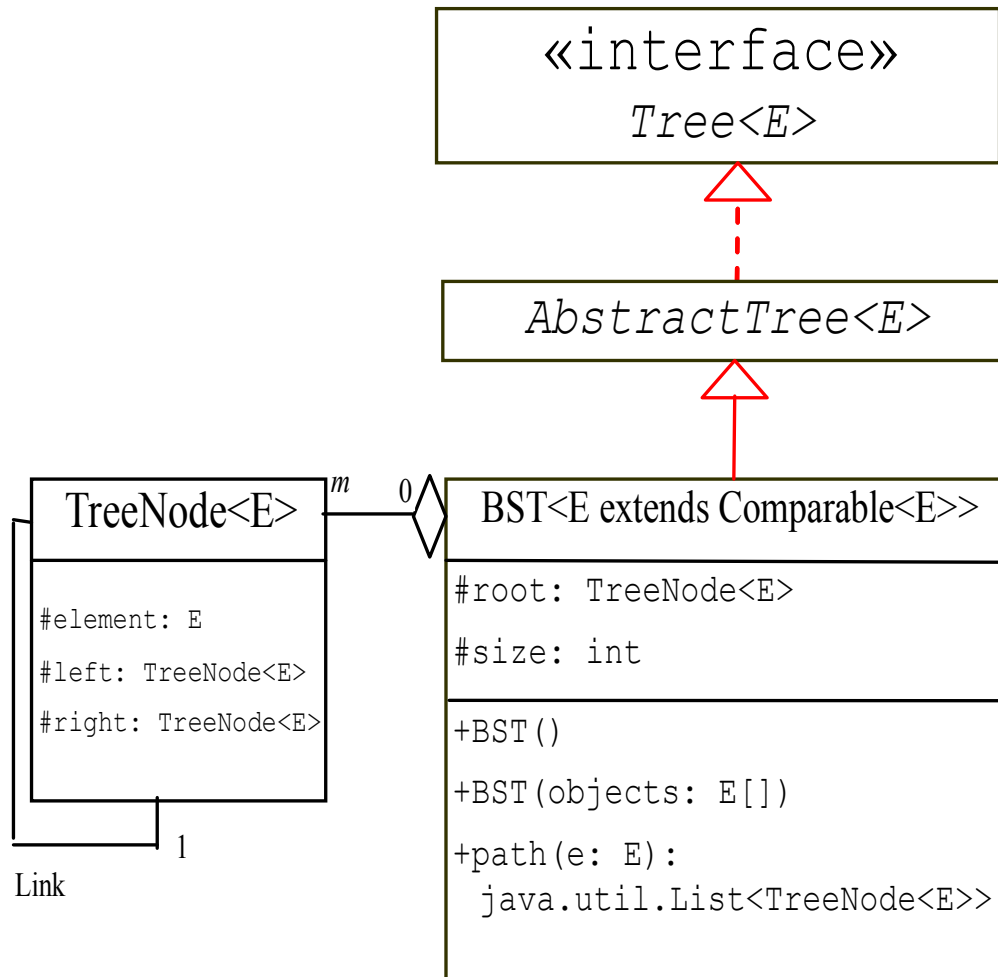 «interface»
Tree<E>
AbstractTree<E>
TreeNode<E>
m
0
BST<E extends Comparable<E>>
#element: E
#left: TreeNode<E>
#right: TreeNode<E>
1
Link
#root: TreeNode<E>
#size: int
+BST()
+BST(objects: E[])
+path(e: E):
java.util.List<TreeNode<E>>